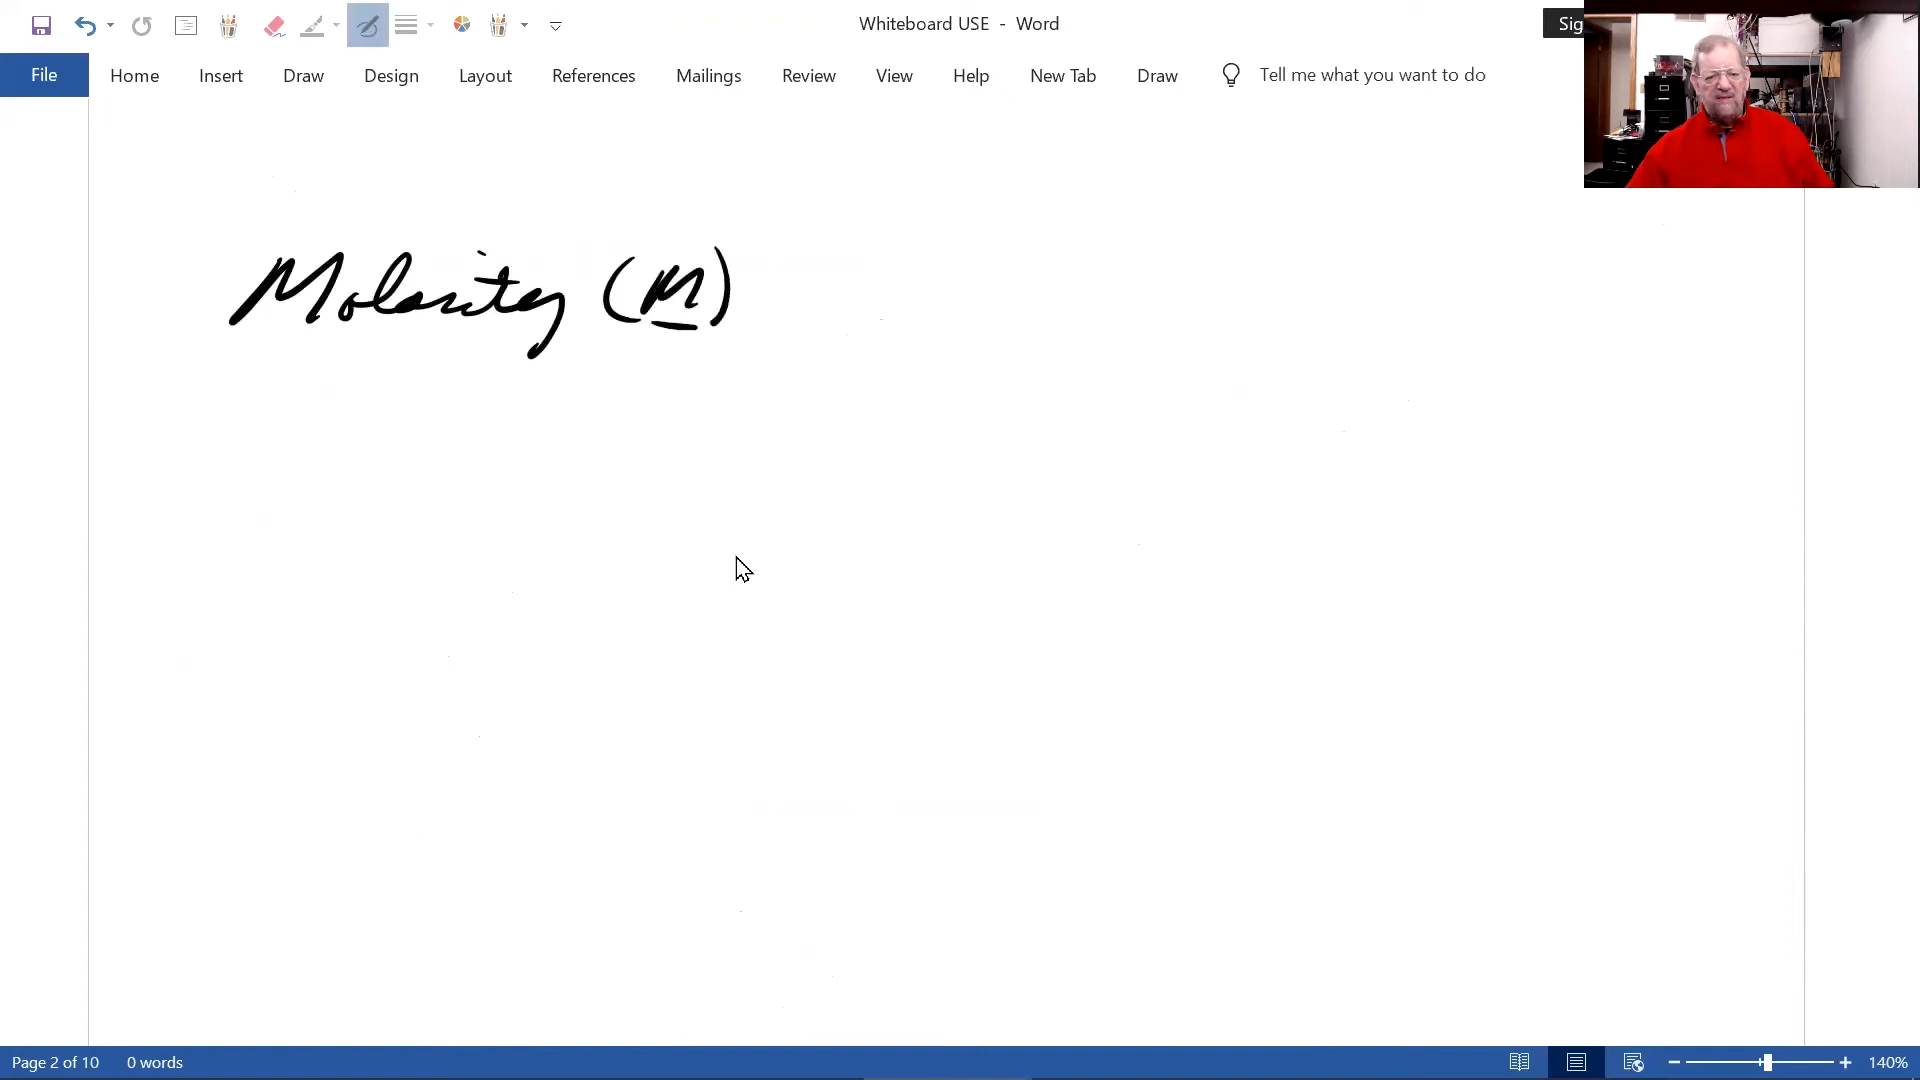 Whiteboard USE - Word
Sig
File Home Insert Draw Design Layout References Mailings Review View Help New Tab Draw Tell me what you want to do
Molarity (M)
Page 2 of 10 0 words 140%